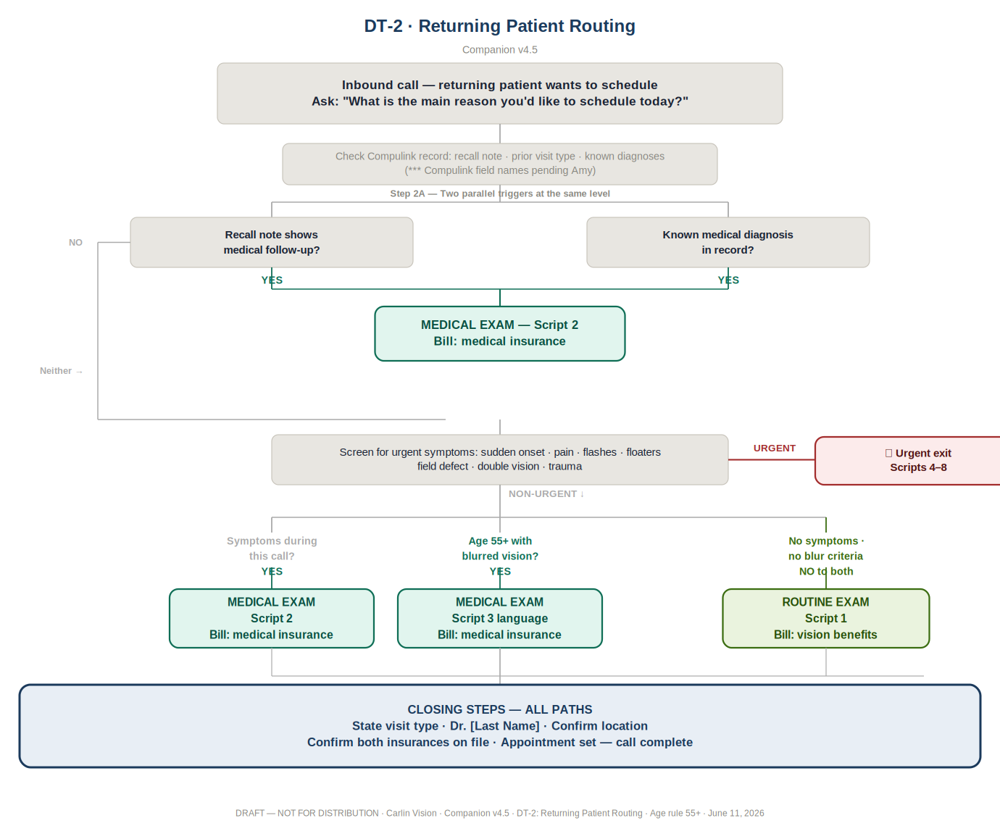 DT-2 · Returning Patient Routing
Companion v4.5
Inbound call — returning patient wants to schedule
Ask: "What is the main reason you'd like to schedule today?"
Check Compulink record: recall note · prior visit type · known diagnoses
(*** Compulink field names pending Amy)
Step 2A — Two parallel triggers at the same level
Recall note shows
medical follow-up?
Known medical diagnosis
in record?
NO
YES
YES
MEDICAL EXAM — Script 2
Bill: medical insurance
Neither →
Screen for urgent symptoms: sudden onset · pain · flashes · floaters
field defect · double vision · trauma
URGENT
Urgent exit
Scripts 4–8
NON-URGENT ↓
Symptoms during
this call?
YES
Age 55+ with
blurred vision?
YES
No symptoms ·
no blur criteria
NO to both
MEDICAL EXAM
Script 2
Bill: medical insurance
MEDICAL EXAM
Script 3 language
Bill: medical insurance
ROUTINE EXAM
Script 1
Bill: vision benefits
CLOSING STEPS — ALL PATHS
State visit type · Dr. [Last Name] · Confirm location
Confirm both insurances on file · Appointment set — call complete
DRAFT — NOT FOR DISTRIBUTION · Carlin Vision · Companion v4.5 · DT-2: Returning Patient Routing · Age rule 55+ · June 11, 2026